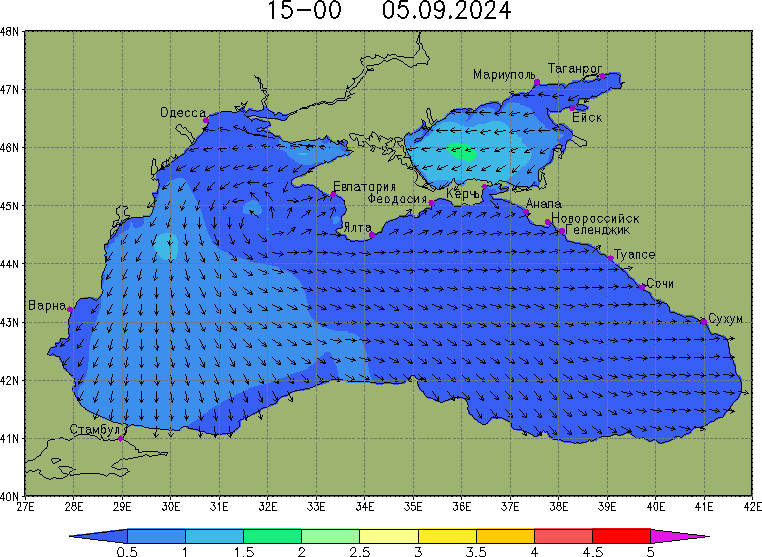 15-00 05.09.2024
48N
47N
46N
45N
44N
43N
42N
41N
40N
Мариуполь
Таганрог
Одесса
Ейск
Евпатория
Керчь
Феодосия
Анапа
Ялта
Новороссийск
Геленджик
Туапсе
Сочи
Варна
Сухум
Стамбул
27E 28E 29E 30E 31E 32E 33E 34E 35E 36E 37E 38E 39E 40E 41E 42E
0.5 1 1.5 2 2.5 3 3.5 4 4.5 5